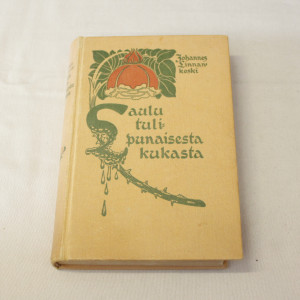 Johannes
Linnan-
koski
Laulu
tuli-
punaisesta
kukasta